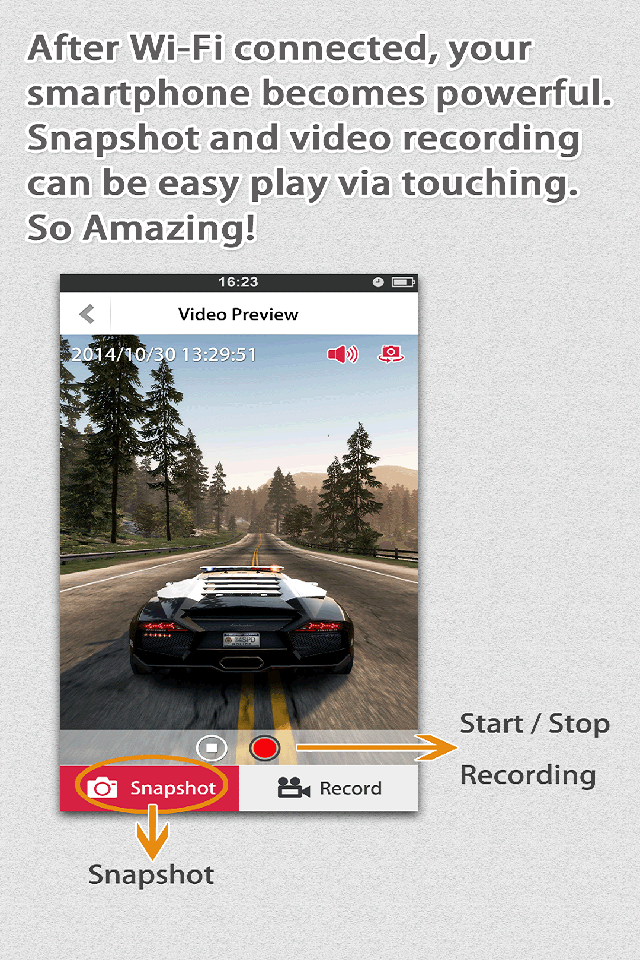 After Wi-Fi connected, your
smartphone becomes powerful.
Snapshot and video recording
can be easy play via touching.
So Amazing!
16:23
Video Preview
2014/10/30 13:29:51
Start / Stop
Recording
Snapshot
Record
Snapshot